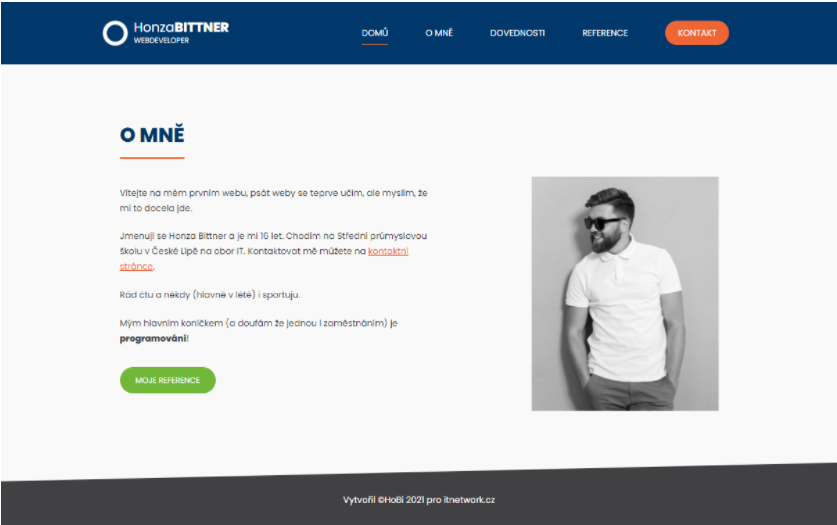 HonzaBITTNER
WEBDEVELOPER
DOMŮ
O MNĚ
DOVEDNOSTI
REFERENCE
KONTAKT
O MNĚ
Vítejte na mém prvním webu, psát weby se teprve učím, ale myslím, že
mi to docela jde.
Jmenuji se Honza Bittner a je mi 16 let. Chodím na Střední průmyslovou
školu v České Lípě na obor IT. Kontaktovat mě můžete na kontaktní
stránce.
Rád čtu a někdy (hlavně v létě) i sportuju.
Mým hlavním koníčkem (a doufám že jednou i zaměstnáním) je
programování!
MOJE REFERENCE
Vytvořil ©HoBi 2021 pro itnetwork.cz